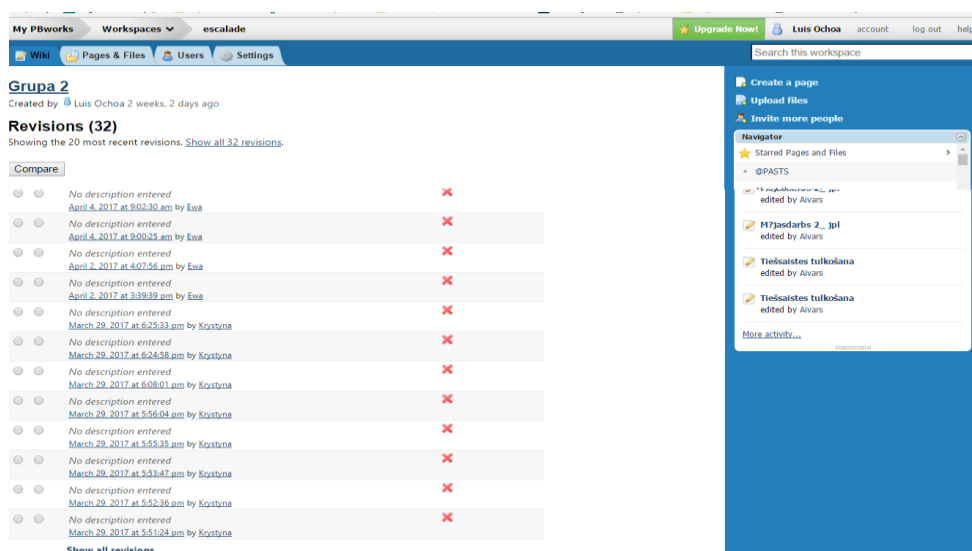 My PBworks Workspaces escalade Upgrade Now! Luis Ochoa account log out help
Wiki Pages & Files Users Settings Search this workspace
Grupa 2
Created by Luis Ochoa 2 weeks, 2 days ago
Revisions (32)
Showing the 20 most recent revisions. Show all 32 revisions.
Compare
No description entered
April 4, 2017 at 9:02:30 am by Ewa
No description entered
April 4, 2017 at 9:00:25 am by Ewa
No description entered
April 2, 2017 at 4:07:56 pm by Ewa
No description entered
April 2, 2017 at 3:39:39 pm by Ewa
No description entered
March 29, 2017 at 6:25:33 pm by Krystyna
No description entered
March 29, 2017 at 6:24:58 pm by Krystyna
No description entered
March 29, 2017 at 6:08:01 pm by Krystyna
No description entered
March 29, 2017 at 5:56:04 pm by Krystyna
No description entered
March 29, 2017 at 5:55:35 pm by Krystyna
No description entered
March 29, 2017 at 5:53:47 pm by Krystyna
No description entered
March 29, 2017 at 5:52:36 pm by Krystyna
No description entered
March 29, 2017 at 5:51:24 pm by Krystyna
Show all revisions
Create a page
Upload files
Invite more people
Navigator
Starred Pages and Files
@PASTS
edited by Aivars
M?jasdarbs 2_ jpl
edited by Aivars
Tiešsaistes tulkošana
edited by Aivars
Tiešsaistes tulkošana
edited by Aivars
More activity...